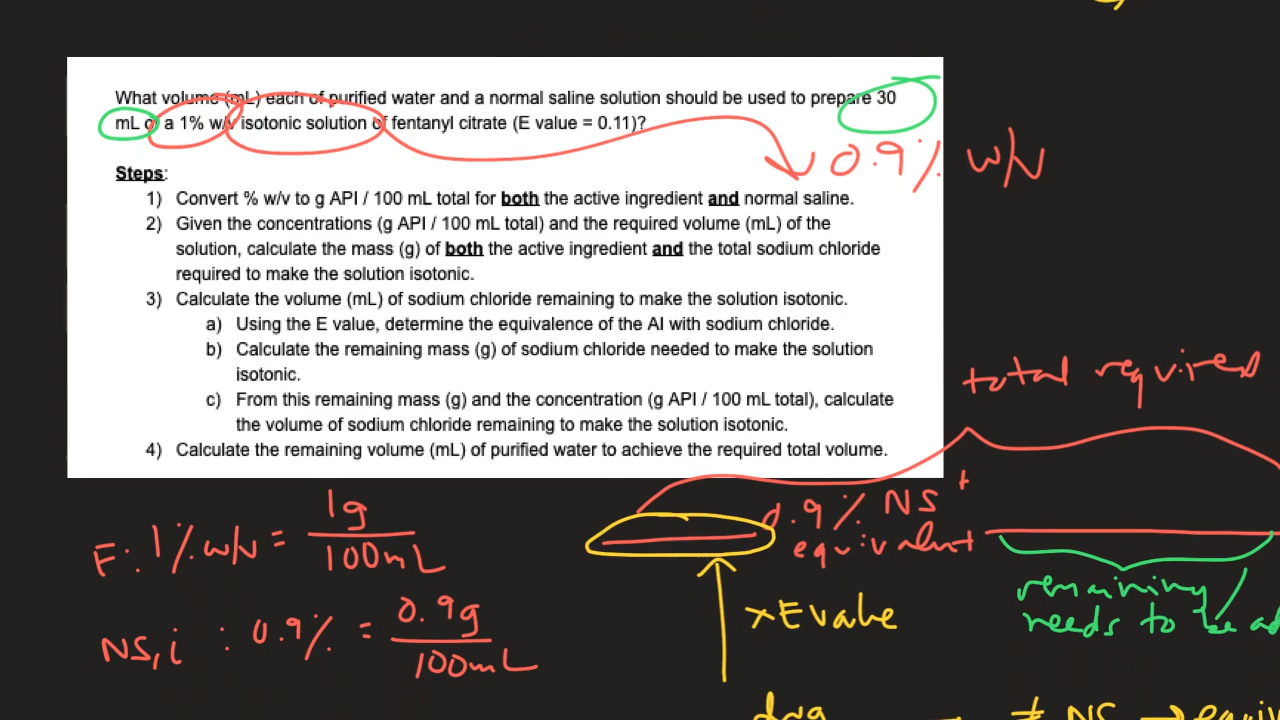 What volume (mL) each of purified water and a normal saline solution should be used to prepare 30
mL of a 1% w/v isotonic solution of fentanyl citrate (E value = 0.11)?
0.9% w/v
Steps:
1) Convert % w/v to g API / 100 mL total for both the active ingredient and normal saline.
2) Given the concentrations (g API / 100 mL total) and the required volume (mL) of the
solution, calculate the mass (g) of both the active ingredient and the total sodium chloride
required to make the solution isotonic.
3) Calculate the volume (mL) of sodium chloride remaining to make the solution isotonic.
a) Using the E value, determine the equivalence of the AI with sodium chloride.
b) Calculate the remaining mass (g) of sodium chloride needed to make the solution
isotonic.
c) From this remaining mass (g) and the concentration (g API / 100 mL total), calculate
the volume of sodium chloride remaining to make the solution isotonic.
4) Calculate the remaining volume (mL) of purified water to achieve the required total volume.
total required
F: 1% w/v = 1g
100mL
NS, i : 0.9% = 0.9g
100mL
0.9% NS +
equivalent
remaining /
needs to be ad
xE value
drug
≠ NS → equiv